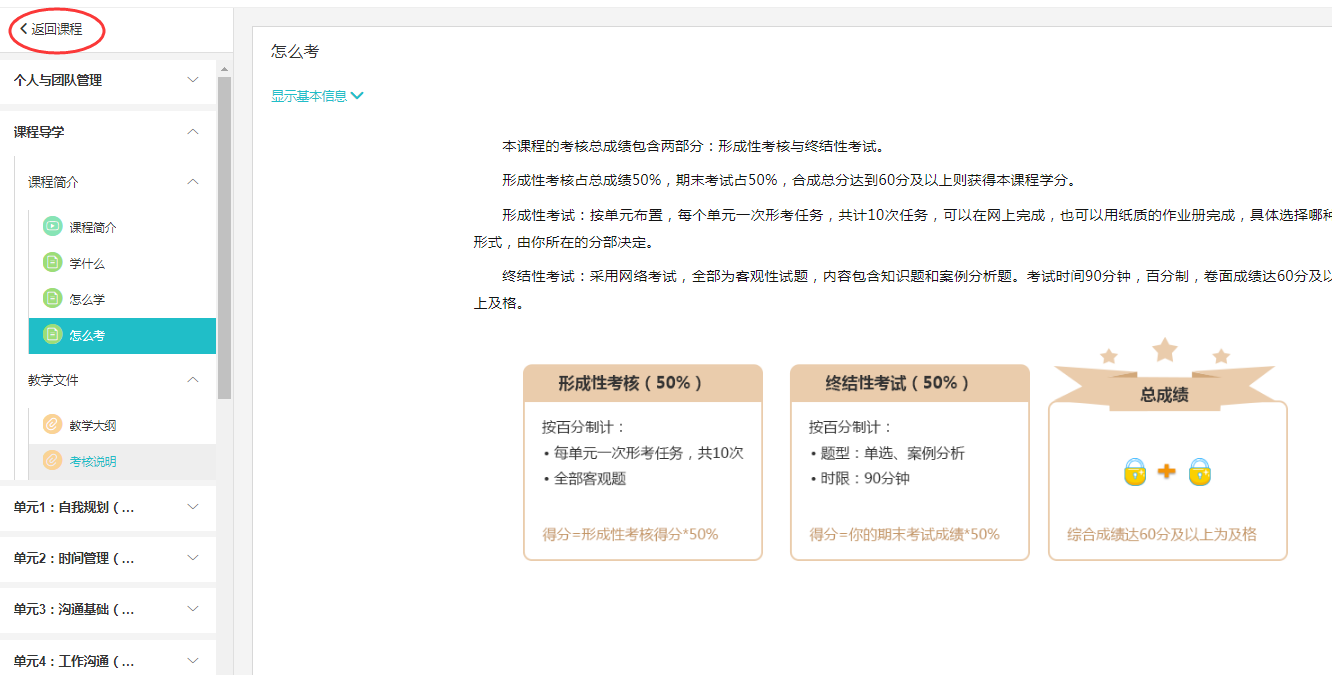 返回课程
个人与团队管理
课程导学
课程简介
课程简介
学什么
怎么学
怎么考
教学文件
教学大纲
考核说明
单元1：自我规划（...
单元2：时间管理（...
单元3：沟通基础（...
单元4：工作沟通（...
怎么考
显示基本信息
本课程的考核总成绩包含两部分：形成性考核与终结性考试。
形成性考核占总成绩50%，期末考试占50%，合成总分达到60分及以上则获得本课程学分。
形成性考试：按单元布置，每个单元一次形考任务，共计10次任务，可以在网上完成，也可以用纸质的作业册完成，具体选择哪种
形式，由你所在的分部决定。
终结性考试：采用网络考试，全部为客观性试题，内容包含知识题和案例分析题。考试时间90分钟，百分制，卷面成绩达60分及以
上及格。
形成性考核（50%）
按百分制计：
• 每单元一次形考任务，共10次
• 全部客观题
得分=形成性考核得分*50%
终结性考试（50%）
按百分制计：
• 题型：单选、案例分析
• 时限：90分钟
得分=你的期末考试成绩*50%
总成绩
综合成绩达60分及以上为及格